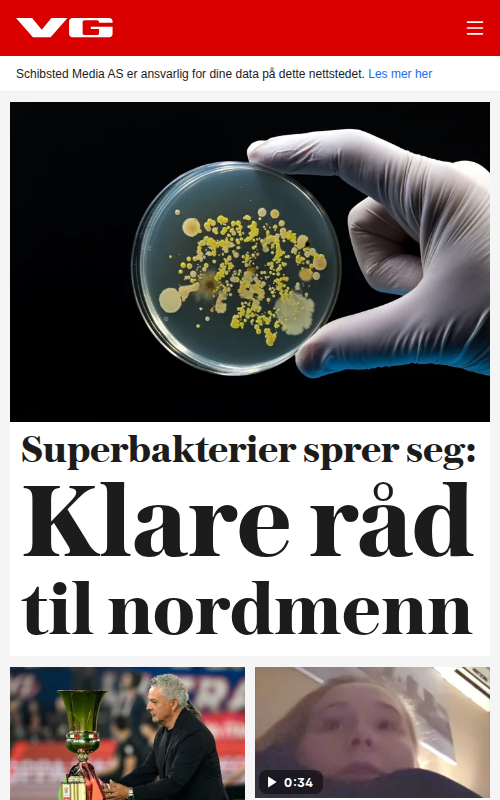 VG
Schibsted Media AS er ansvarlig for dine data på dette nettstedet. Les mer her
Superbakterier sprer seg:
Klare råd
til nordmenn
0:34